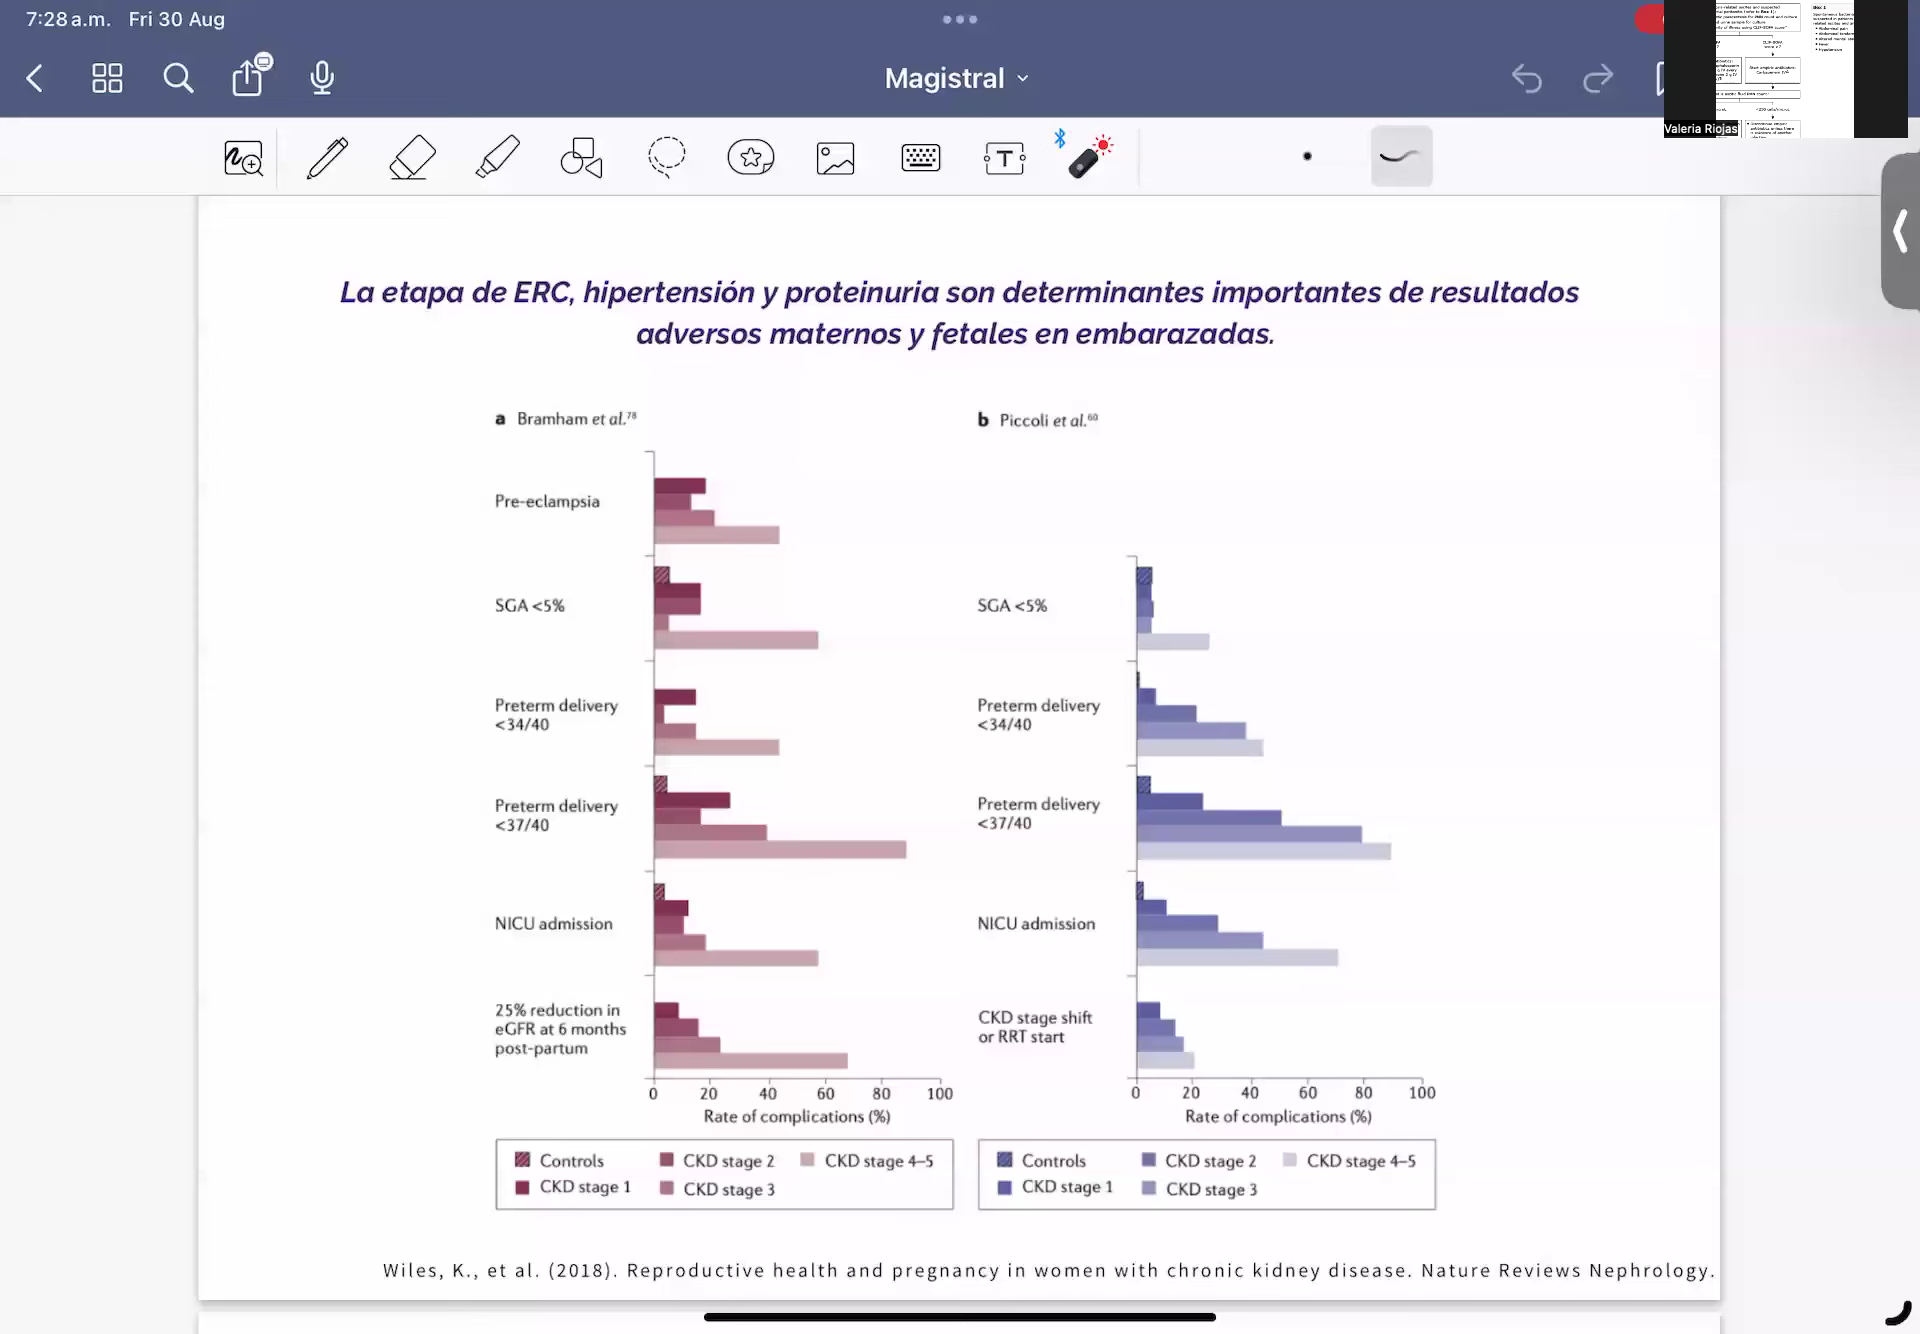 7:28 a.m. Fri 30 Aug
Magistral
Valeria Riojas
La etapa de ERC, hipertensión y proteinuria son determinantes importantes de resultados
adversos maternos y fetales en embarazadas.
a Bramham et al.78
Pre-eclampsia
SGA <5%
Preterm delivery
<34/40
Preterm delivery
<37/40
NICU admission
25% reduction in
eGFR at 6 months
post-partum
0 20 40 60 80 100
Rate of complications (%)
Controls CKD stage 2 CKD stage 4–5
CKD stage 1 CKD stage 3
b Piccoli et al.60
SGA <5%
Preterm delivery
<34/40
Preterm delivery
<37/40
NICU admission
CKD stage shift
or RRT start
0 20 40 60 80 100
Rate of complications (%)
Controls CKD stage 2 CKD stage 4–5
CKD stage 1 CKD stage 3
Wiles, K., et al. (2018). Reproductive health and pregnancy in women with chronic kidney disease. Nature Reviews Nephrology.